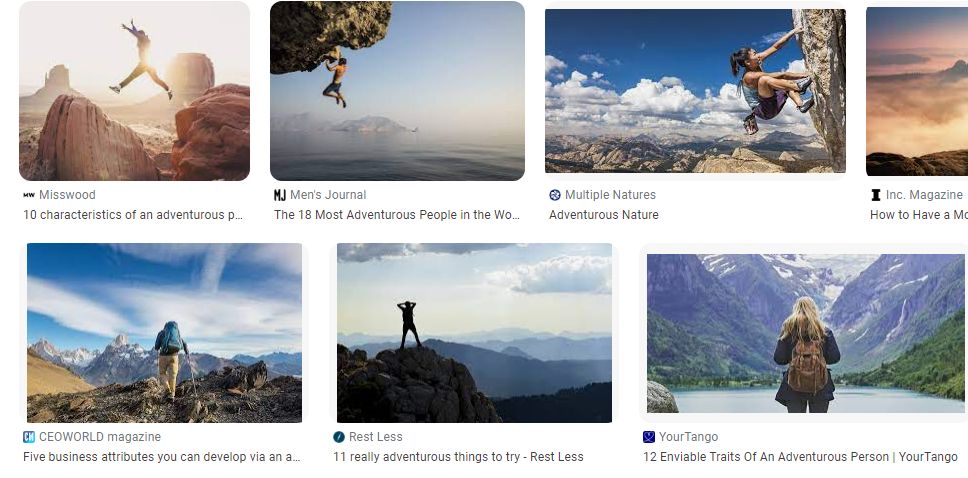 Misswood
10 characteristics of an adventurous p...
MJ Men's Journal
The 18 Most Adventurous People in the Wo...
Multiple Natures
Adventurous Nature
Inc. Magazine
How to Have a Mo
CEOWORLD magazine
Five business attributes you can develop via an a...
Rest Less
11 really adventurous things to try - Rest Less
YourTango
12 Enviable Traits Of An Adventurous Person | YourTango